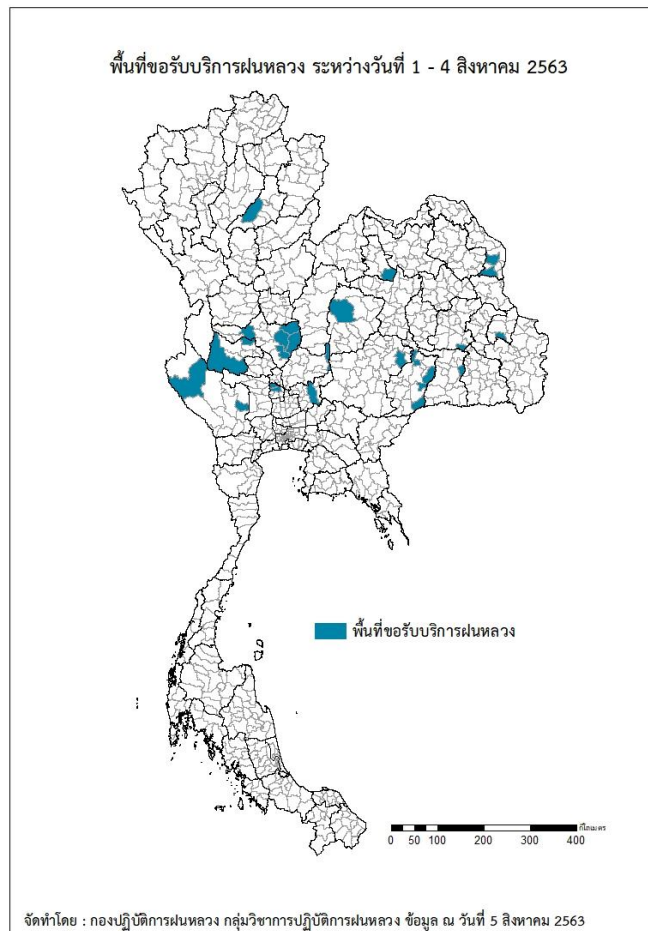 พื้นที่ขอรับบริการฝนหลวง ระหว่างวันที่ 1 - 4 สิงหาคม 2563
พื้นที่ขอรับบริการฝนหลวง
กิโลเมตร
0 50 100 200 300 400
จัดทำโดย : กองปฏิบัติการฝนหลวง กลุ่มวิชาการปฏิบัติการฝนหลวง ข้อมูล ณ วันที่ 5 สิงหาคม 2563